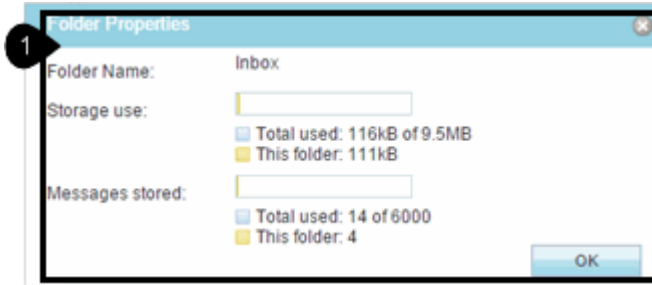 Folder Properties
1
Folder Name: Inbox
Storage use:
Total used: 116kB of 9.5MB
This folder: 111kB
Messages stored:
Total used: 14 of 6000
This folder: 4
OK